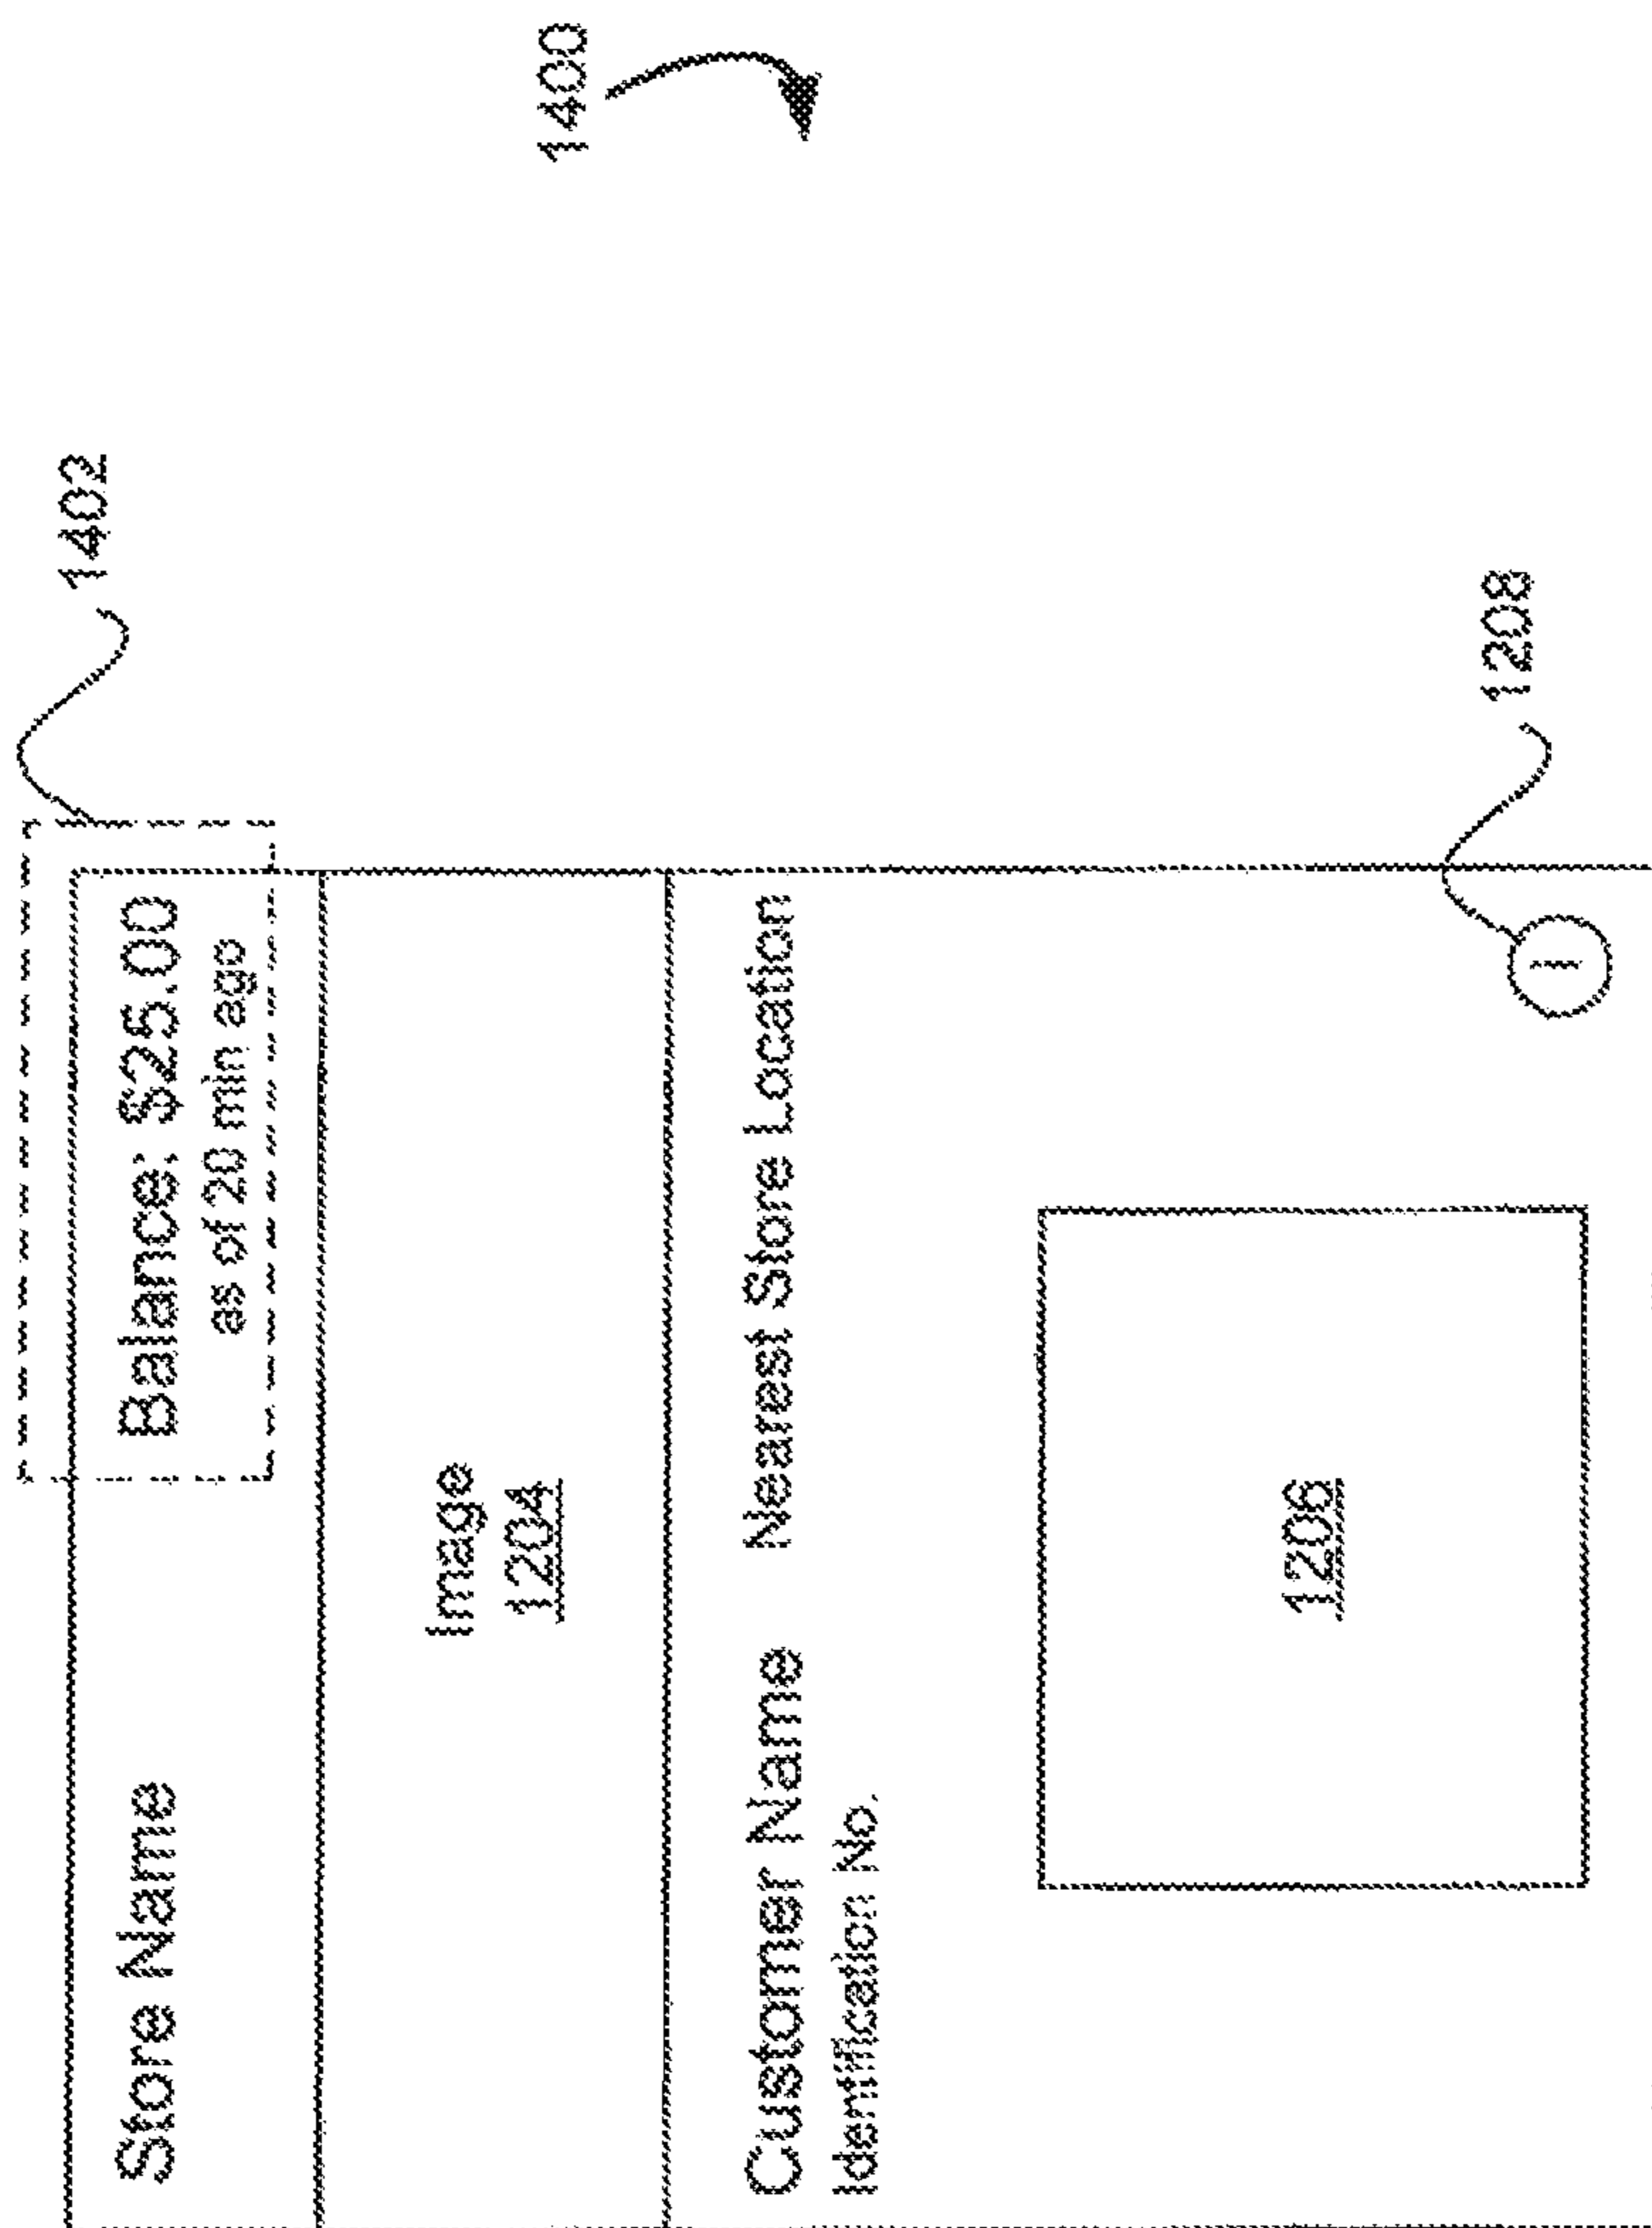 1402
Store Name
Balance: $25.00
as of 20 min ago
1400
Image
1204
Customer Name
Nearest Store Location
Identification No.
1206
1208
I